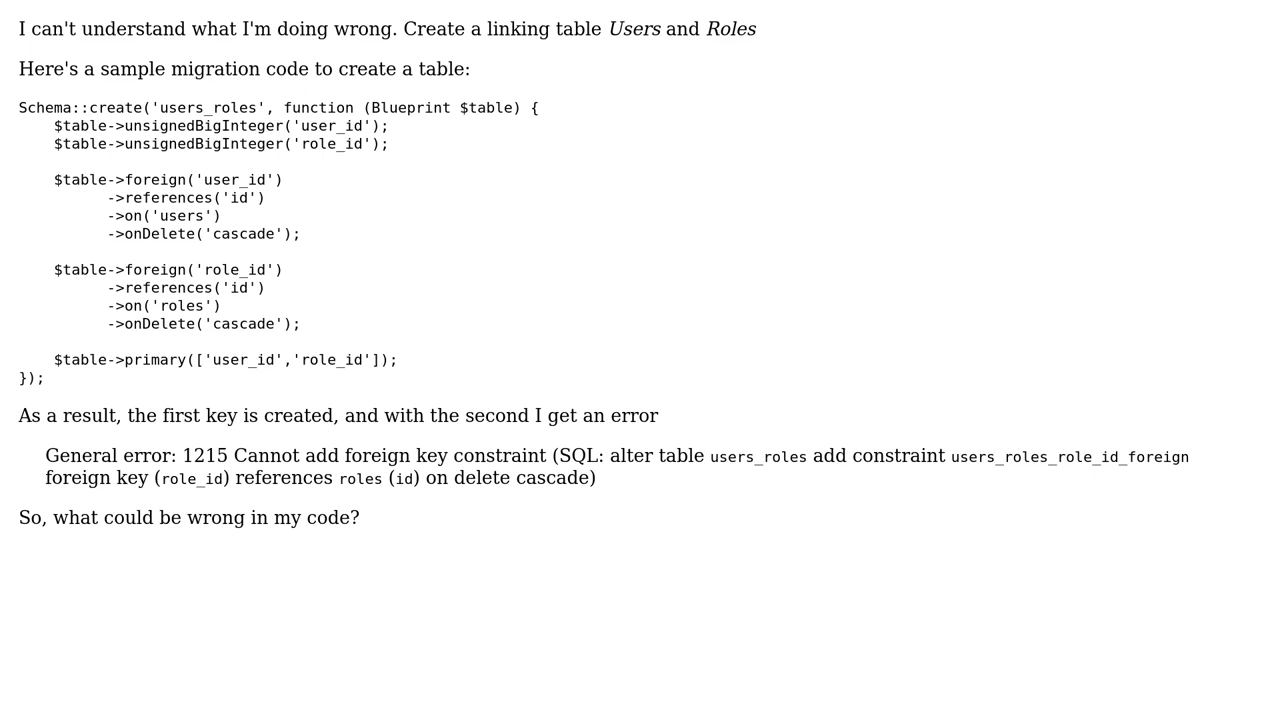 I can't understand what I'm doing wrong. Create a linking table Users and Roles
Here's a sample migration code to create a table:
Schema::create('users_roles', function (Blueprint $table) {
    $table->unsignedBigInteger('user_id');
    $table->unsignedBigInteger('role_id');

    $table->foreign('user_id')
          ->references('id')
          ->on('users')
          ->onDelete('cascade');

    $table->foreign('role_id')
          ->references('id')
          ->on('roles')
          ->onDelete('cascade');

    $table->primary(['user_id','role_id']);
});
As a result, the first key is created, and with the second I get an error
General error: 1215 Cannot add foreign key constraint (SQL: alter table users_roles add constraint users_roles_role_id_foreign
foreign key (role_id) references roles (id) on delete cascade)
So, what could be wrong in my code?